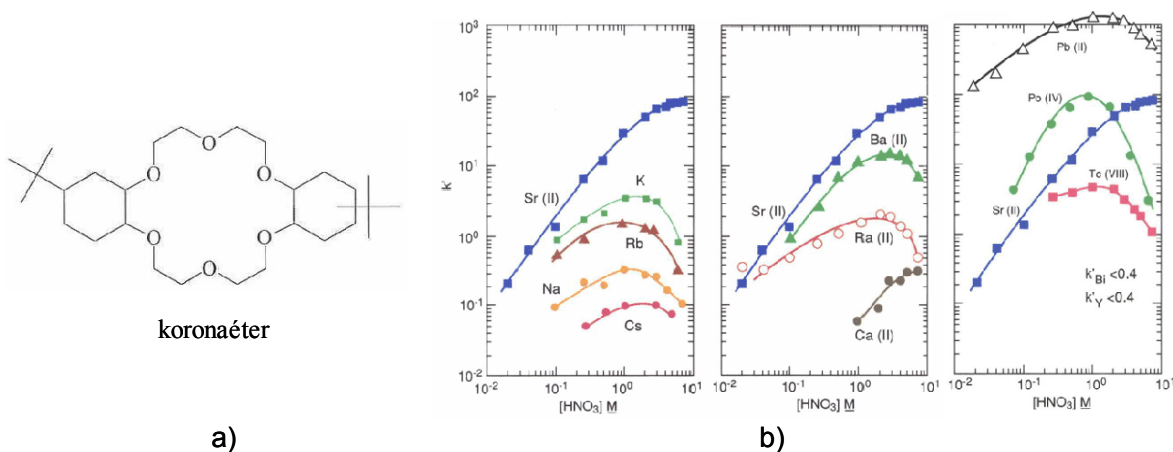 O
O
O
O
O
O
koronaéter
a)
k'
10³
10²
10¹
10⁰
10⁻¹
10⁻²
Sr (II)
K
Rb
Na
Cs
10⁻²
10⁻¹
10⁰
10¹
[HNO₃] M
Sr (II)
Ba (II)
Ra (II)
Ca (II)
10⁻²
10⁻¹
10⁰
10¹
[HNO₃] M
Pb (II)
Po (IV)
Tc (VIII)
Sr (II)
k'Bi <0.4
k'Y <0.4
10⁻²
10⁻¹
10⁰
10¹
[HNO₃] M
b)